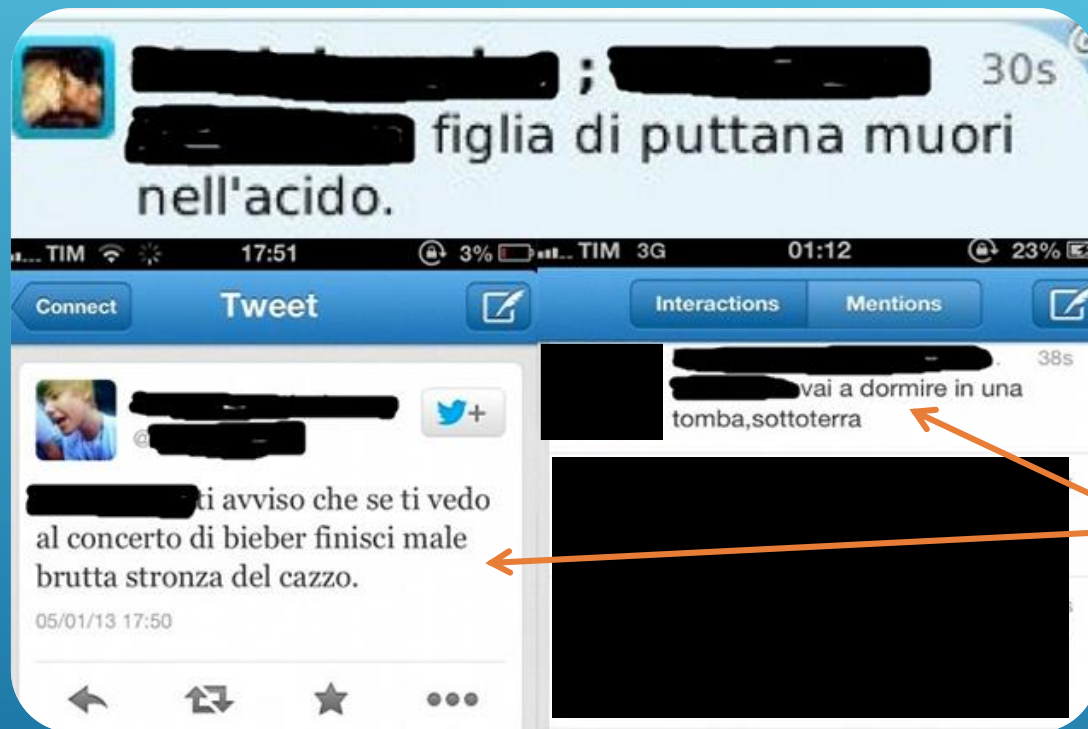 ; 30s
figlia di puttana muori
nell'acido.
TIM 17:51 3%
Connect Tweet
@
ti avviso che se ti vedo
al concerto di bieber finisci male
brutta stronza del cazzo.
05/01/13 17:50
TIM 3G 01:12 23%
Interactions Mentions
38s
vai a dormire in una
tomba,sottoterra